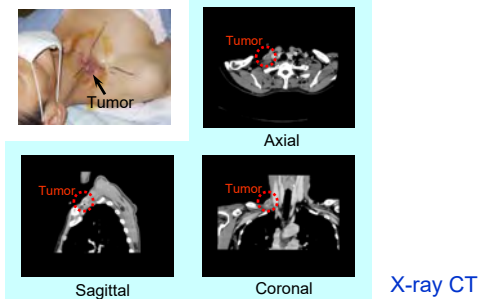 Tumor
Tumor
Axial
Tumor
Tumor
Sagittal
Coronal
X-ray CT